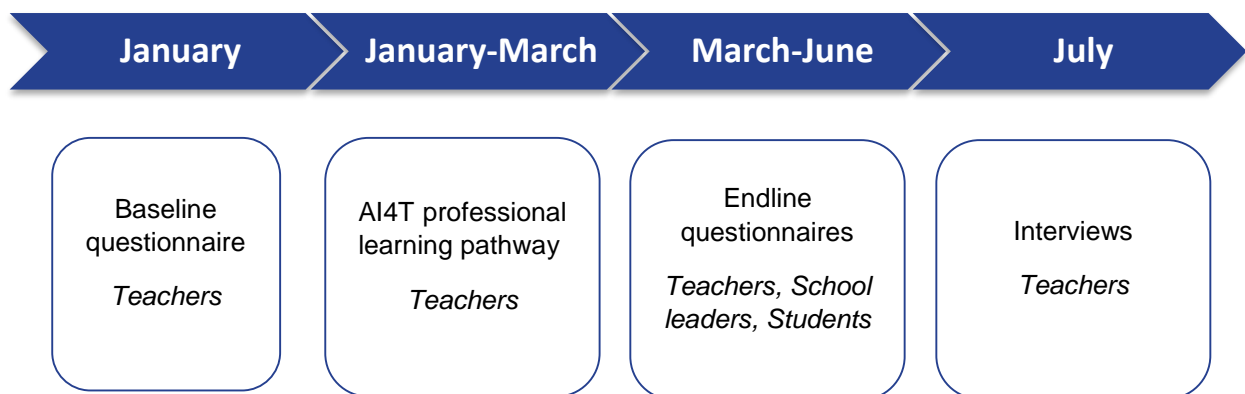 January
January-March
March-June
July
Baseline
questionnaire
Teachers
AI4T professional
learning pathway
Teachers
Endline
questionnaires
Teachers, School
leaders, Students
Interviews
Teachers